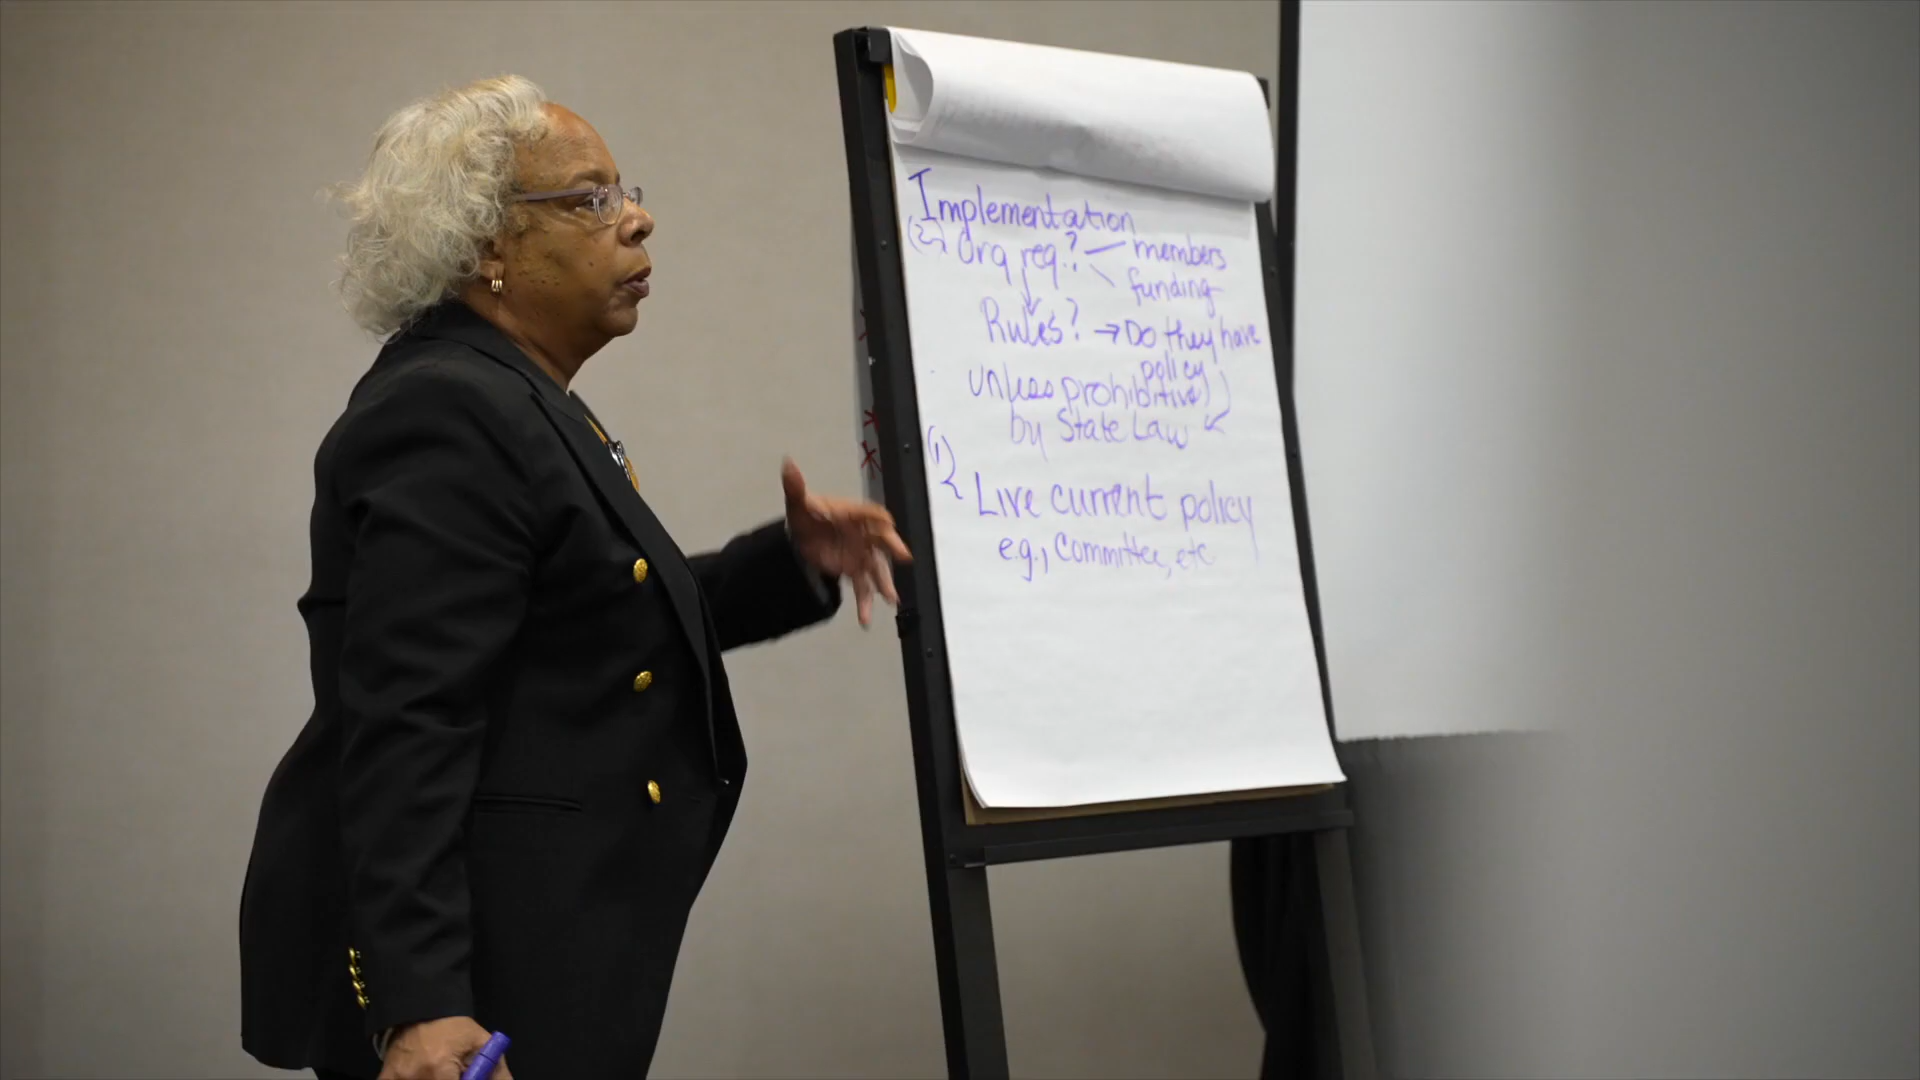 Implementation
(2) Org req? — members
funding
Rules? → Do they have
policy
unless prohibitive)
by State Law
(1)
Live current policy
e.g., Committee, etc